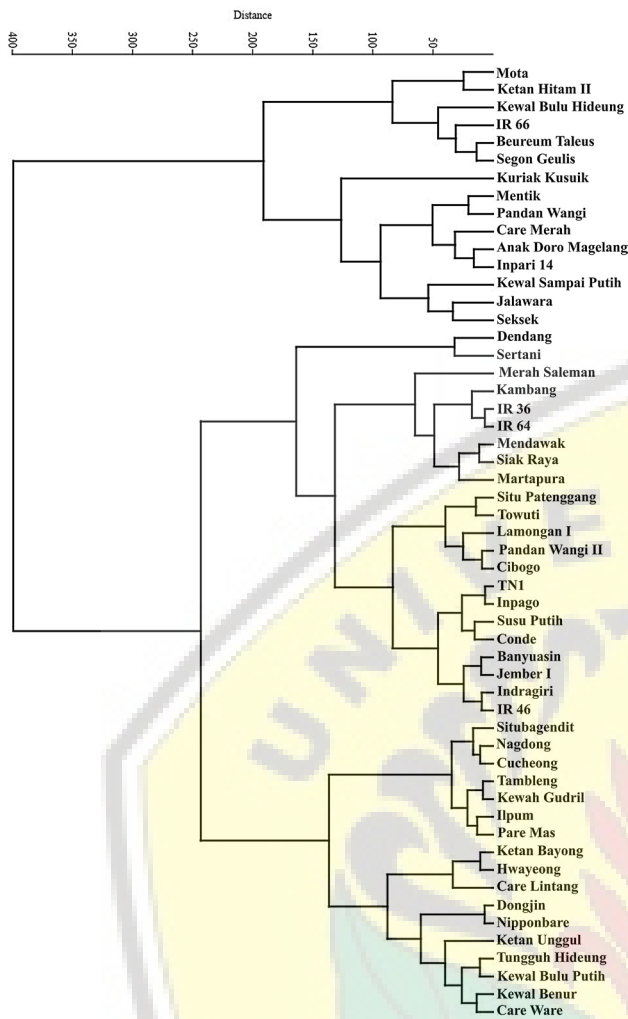 Distance
400
350
300
250
200
150
100
50
Mota
Ketan Hitam II
Kewal Bulu Hideung
IR 66
Beureum Taleus
Segon Geulis
Kuriak Kusuik
Mentik
Pandan Wangi
Care Merah
Anak Doro Magelang
Inpari 14
Kewal Sampai Putih
Jalawara
Seksek
Dendang
Sertani
Merah Saleman
Kambang
IR 36
IR 64
Mendawak
Siak Raya
Martapura
Situ Patenggang
Towuti
Lamongan I
Pandan Wangi II
Cibogo
TN1
Inpago
Susu Putih
Conde
Banyuasin
Jember I
Indragiri
IR 46
Situbagendit
Nagdong
Cucheong
Tambleng
Kewah Gudril
Ilpum
Pare Mas
Ketan Bayong
Hwayeong
Care Lintang
Dongjin
Nipponbare
Ketan Unggul
Tungguh Hideung
Kewal Bulu Putih
Kewal Benur
Care Ware
UNIVE